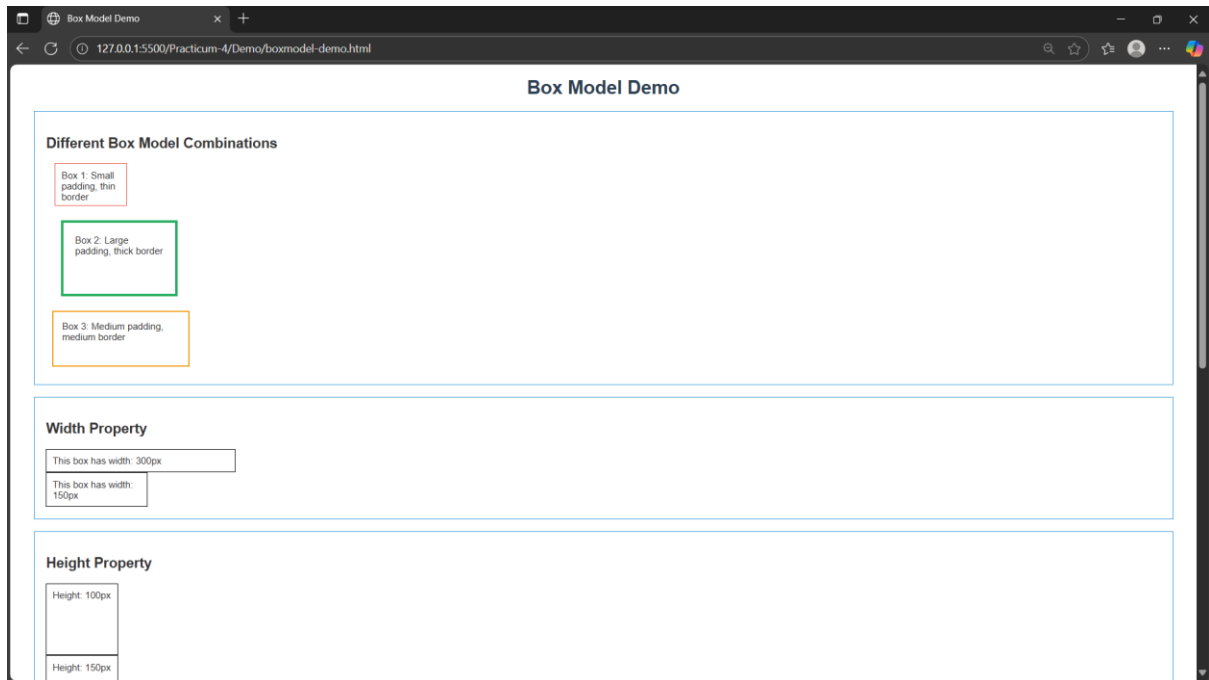 Box Model Demo
127.0.0.1:5500/Practicum-4/Demo/boxmodel-demo.html
Box Model Demo
Different Box Model Combinations
Box 1: Small
padding, thin
border
Box 2: Large
padding, thick border
Box 3: Medium padding,
medium border
Width Property
This box has width: 300px
This box has width:
150px
Height Property
Height: 100px
Height: 150px